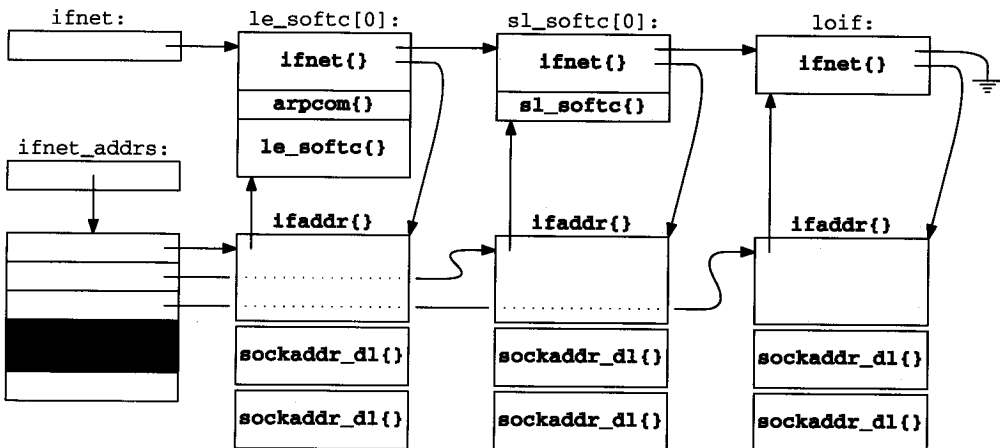 ifnet:
le_softc[0]:
sl_softc[0]:
loif:
ifnet{}
ifnet{}
ifnet{}
arpcom{}
sl_softc{}
le_softc{}
ifnet_addrs:
ifaddr{}
ifaddr{}
ifaddr{}
sockaddr_dl{}
sockaddr_dl{}
sockaddr_dl{}
sockaddr_dl{}
sockaddr_dl{}
sockaddr_dl{}